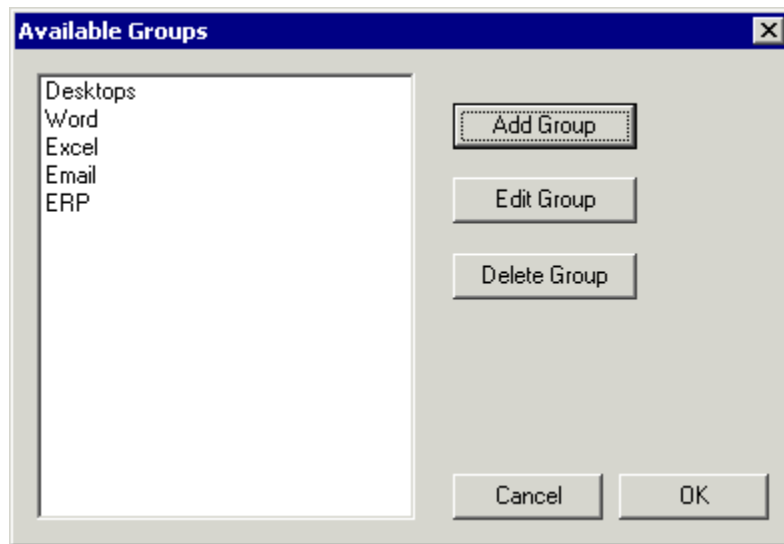 Available Groups
Desktops
Word
Excel
Email
ERP
Add Group
Edit Group
Delete Group
Cancel
OK